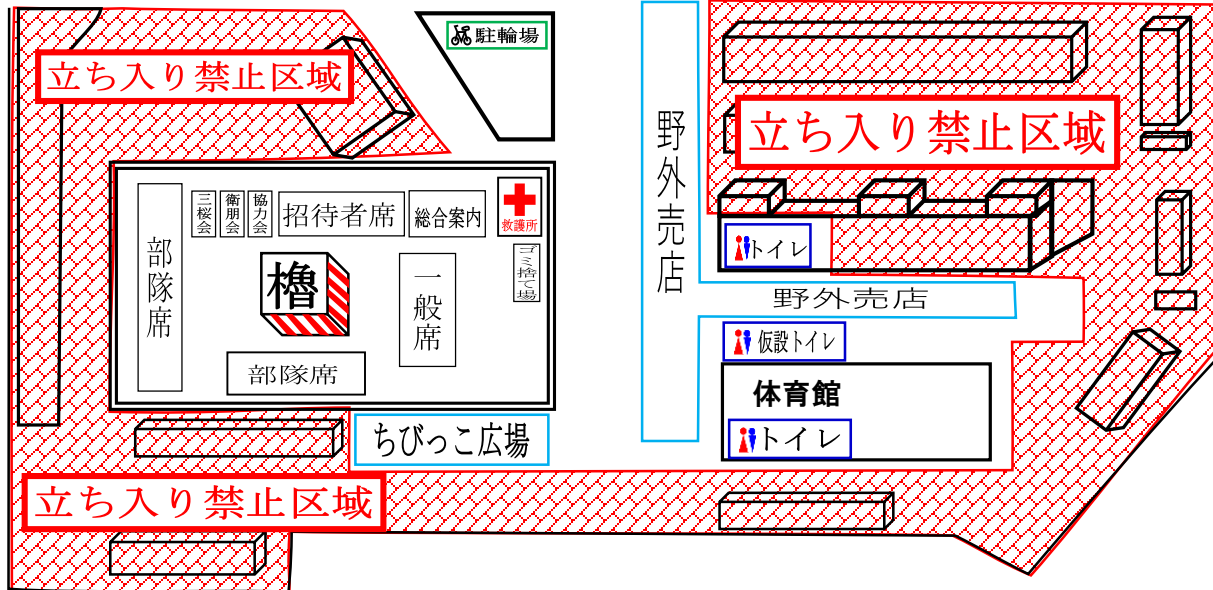 駐輪場
立ち入り禁止区域
立ち入り禁止区域
野外売店
部隊席
三桜会
衛朋会
協力会
招待者席
総合案内
救護所
ゴミ捨て場
トイレ
櫓
一般席
野外売店
部隊席
仮設トイレ
体育館
トイレ
ちびっこ広場
立ち入り禁止区域